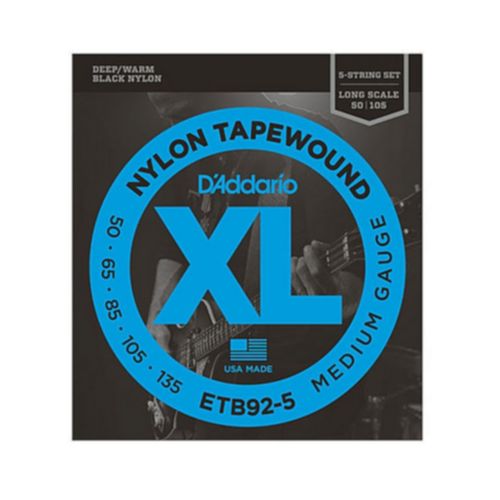 DEEP/WARM
BLACK NYLON
5-STRING SET
LONG SCALE
50 | 105
NYLON TAPEWOUND
D'Addario
XL
USA MADE
50 · 65 · 85 · 105 · 135
ETB92-5
MEDIUM GAUGE